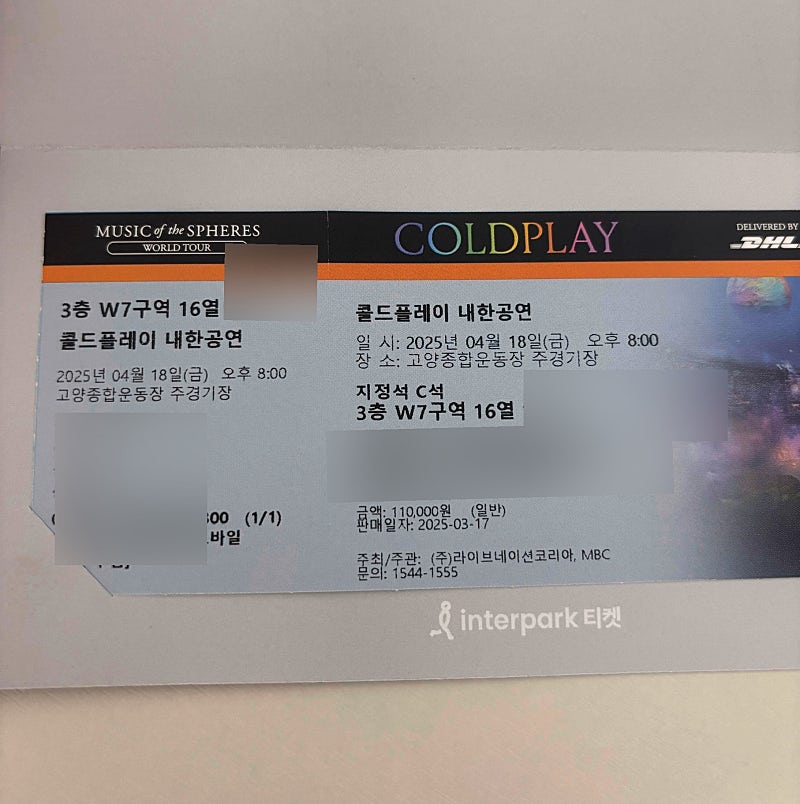 MUSIC of the SPHERES
WORLD TOUR
3층 W7구역 16열
콜드플레이 내한공연
2025년 04월 18일(금) 오후 8:00
고양종합운동장 주경기장
00 (1/1)
바일
COLDPLAY
DELIVERED BY
DHL
콜드플레이 내한공연
일 시: 2025년 04월 18일(금) 오후 8:00
장 소: 고양종합운동장 주경기장
지정석 C석
3층 W7구역 16열
금액: 110,000원 (일반)
판매일자: 2025-03-17
주최/주관: (주)라이브네이션코리아, MBC
문의: 1544-1555
interpark 티켓